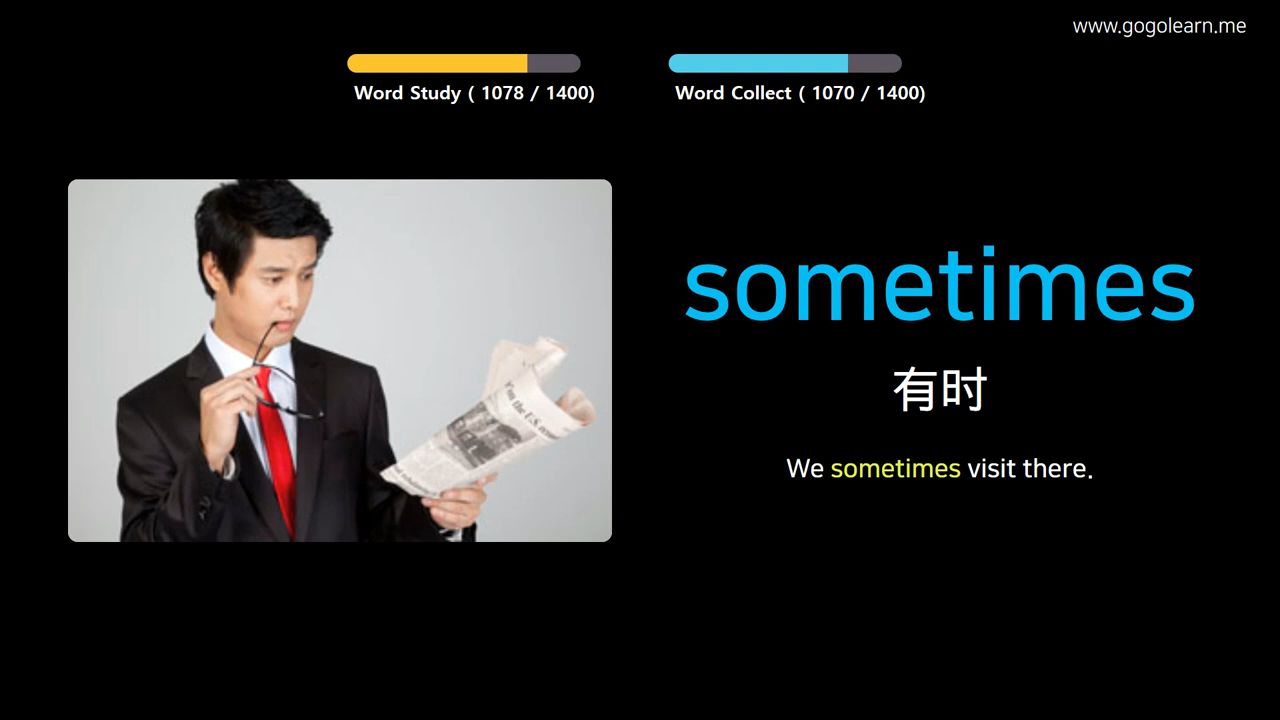 www.gogolearn.me
Word Study ( 1078 / 1400)
Word Collect ( 1070 / 1400)
sometimes
有时
We sometimes visit there.